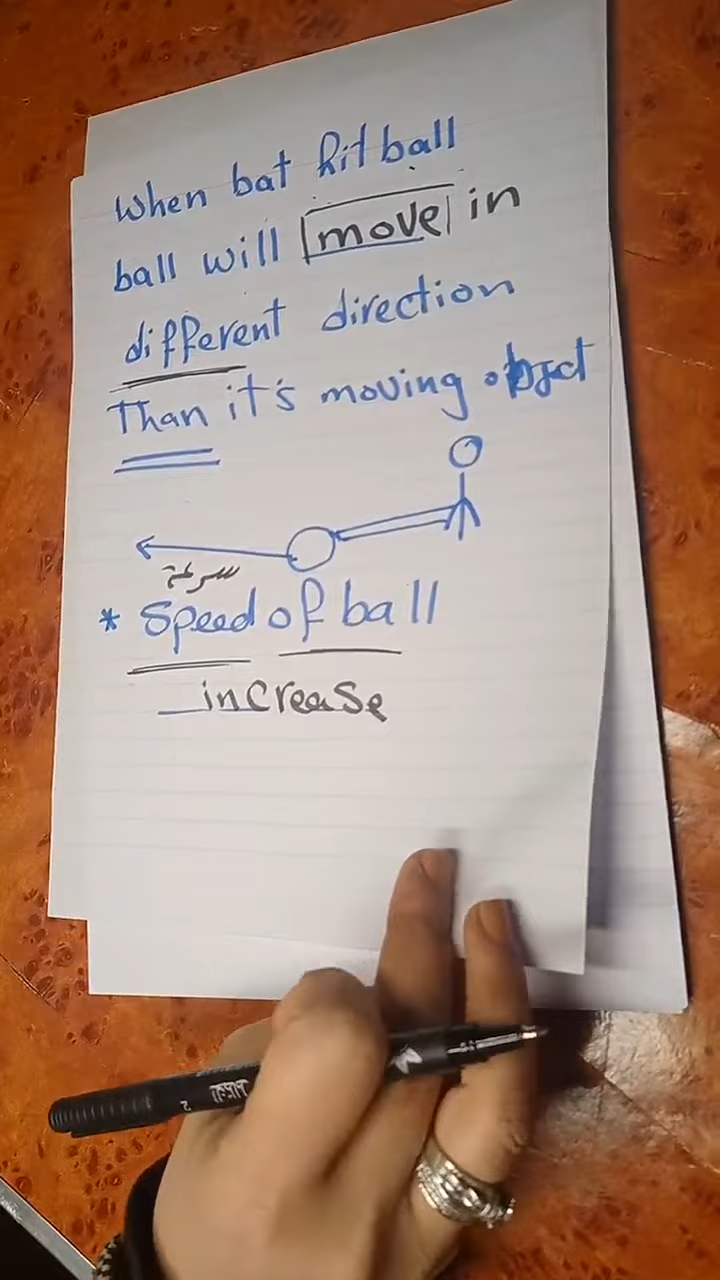 When bat hit ball
ball will move in
different direction
Than it's moving object
سرعة
* Speed of ball
increase